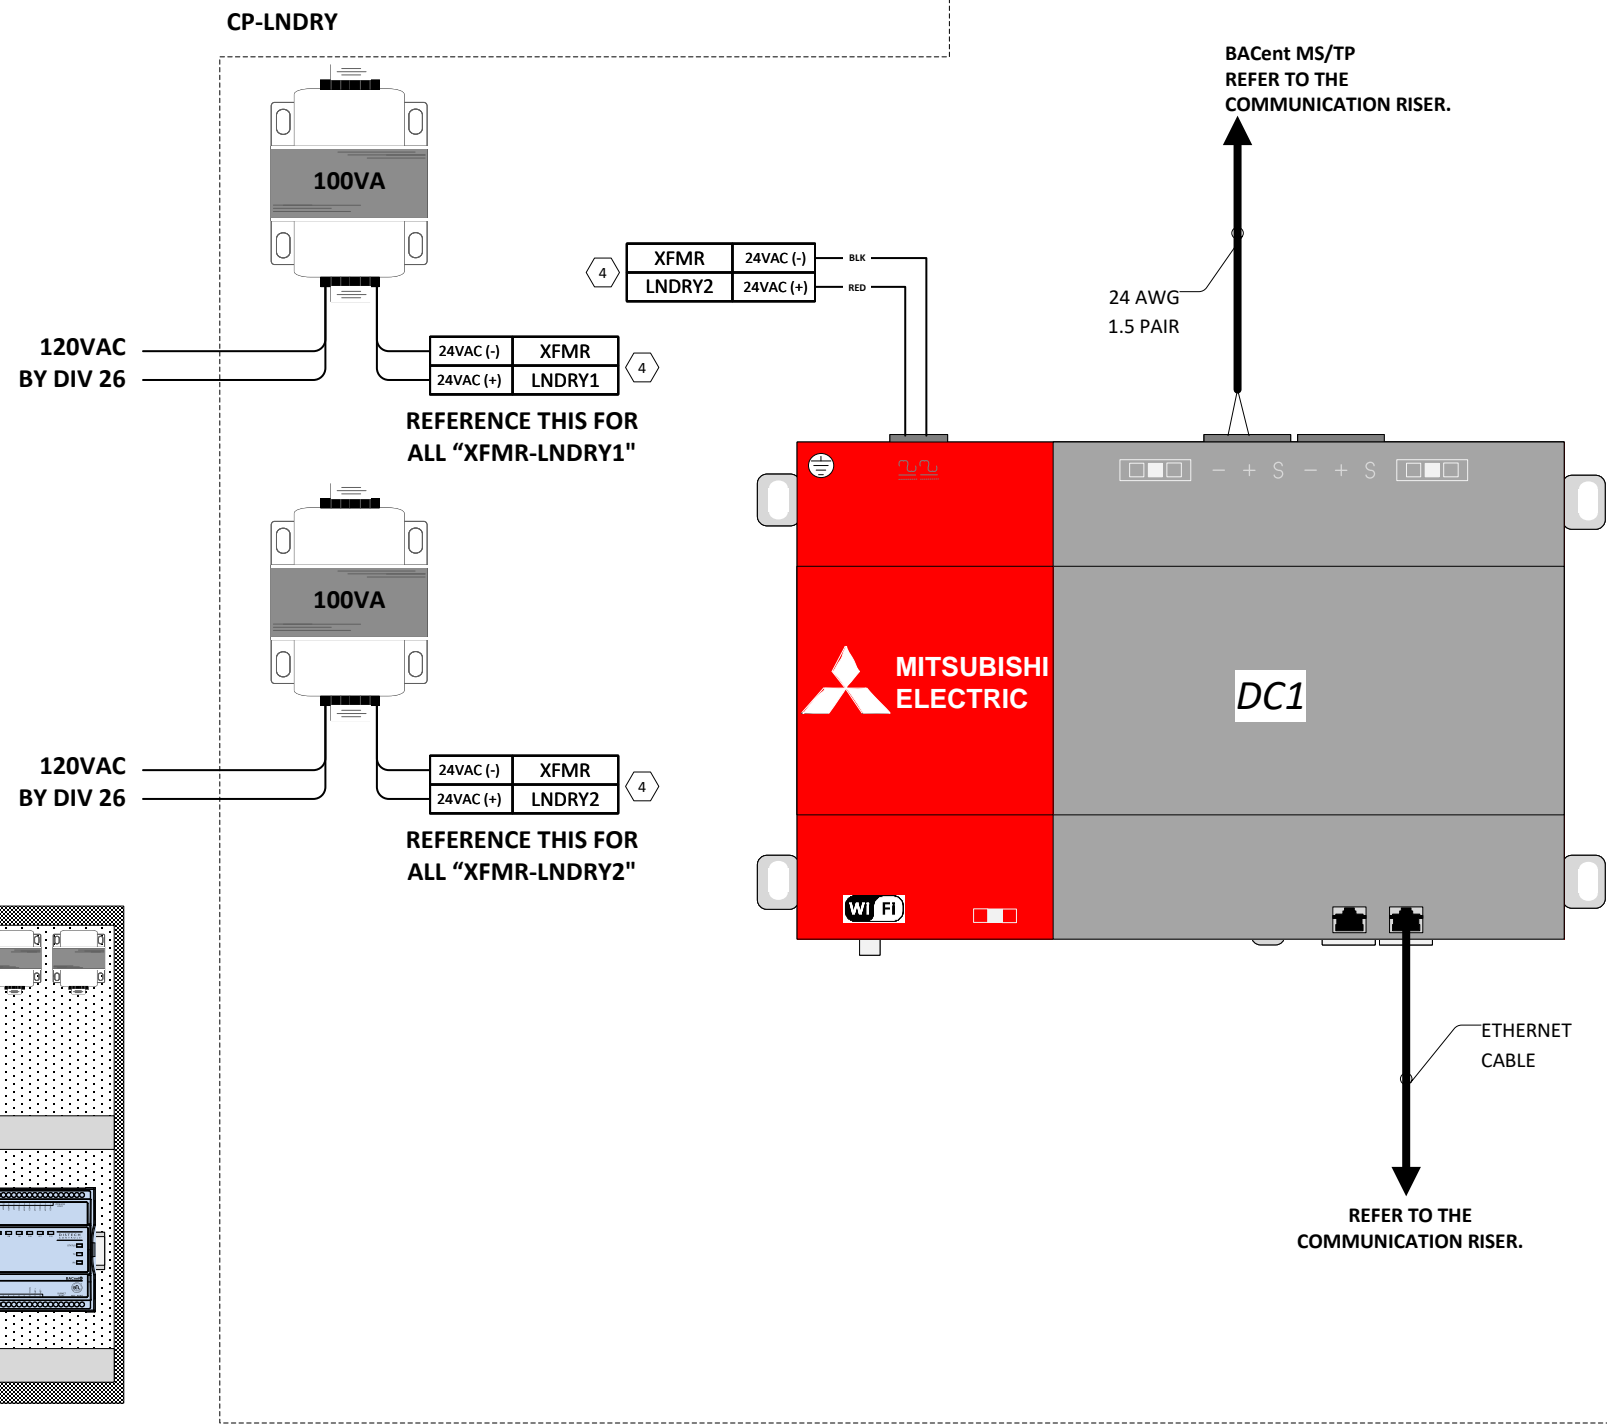 CP-LNDRY
BACent MS/TP
REFER TO THE
COMMUNICATION RISER.
100VA
XFMR 24VAC (-) BLK
4
LNDRY2 24VAC (+) RED
24 AWG
1.5 PAIR
120VAC
BY DIV 26
24VAC (-) XFMR
24VAC (+) LNDRY1
4
REFERENCE THIS FOR
ALL “XFMR-LNDRY1"
- + S - + S
100VA
MITSUBISHI
ELECTRIC
DC1
120VAC
BY DIV 26
24VAC (-) XFMR
24VAC (+) LNDRY2
4
REFERENCE THIS FOR
ALL “XFMR-LNDRY2"
WI FI
ETHERNET
CABLE
REFER TO THE
COMMUNICATION RISER.